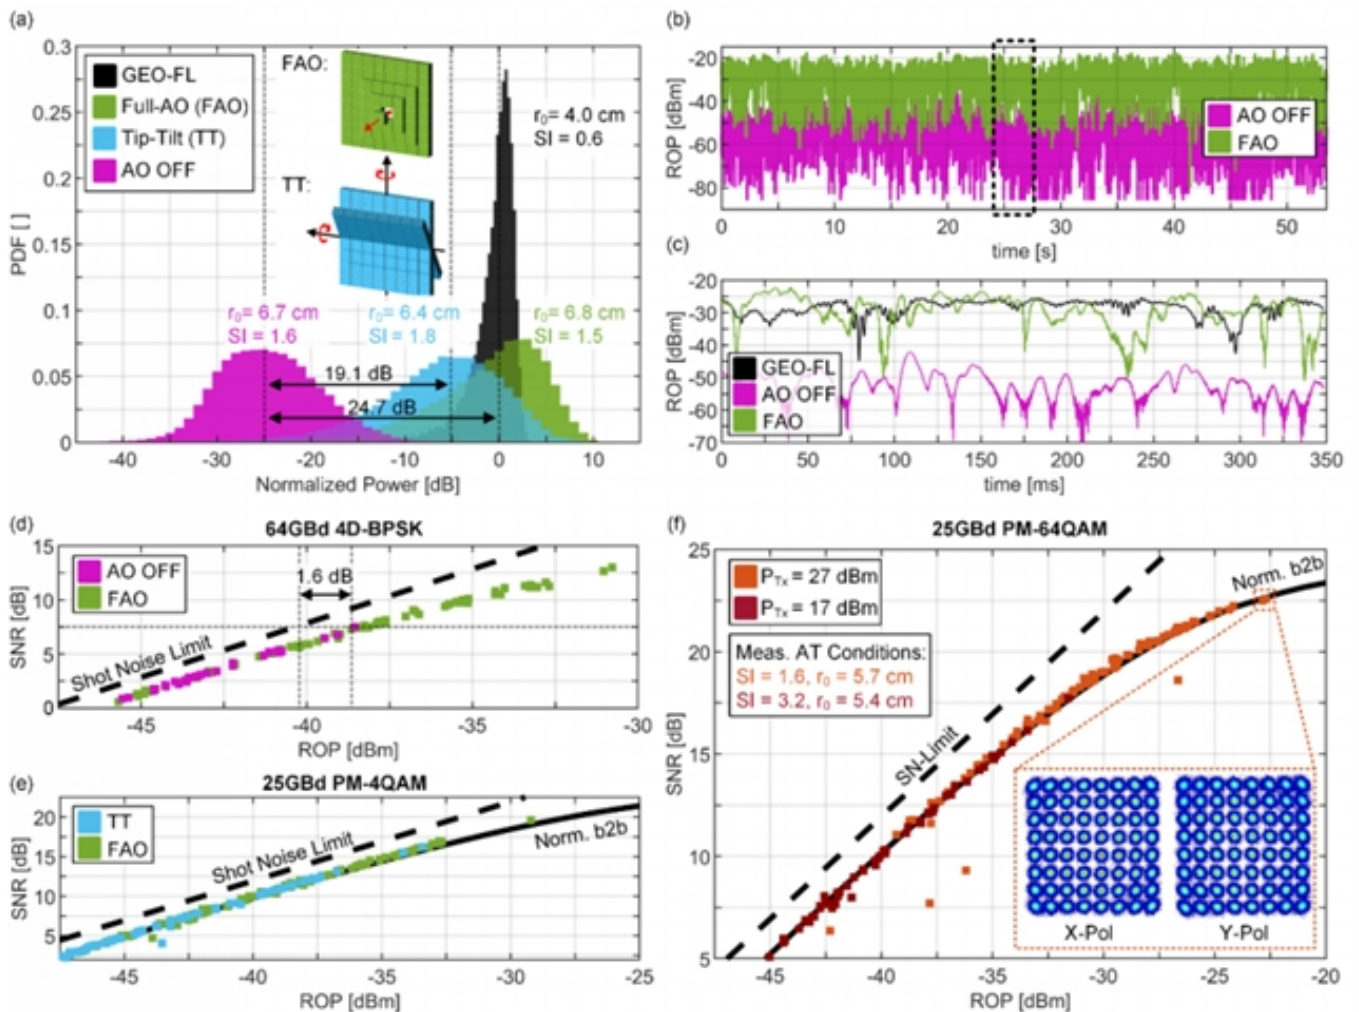 (a)
0.3
0.25
0.2
0.15
0.1
0.05
0
PDF [ ]
GEO-FL
Full-AO (FAO)
Tip-Tilt (TT)
AO OFF
FAO:
TT:
r₀= 4.0 cm
SI = 0.6
r₀= 6.7 cm
SI = 1.6
r₀= 6.4 cm
SI = 1.8
r₀= 6.8 cm
SI = 1.5
19.1 dB
24.7 dB
-40 -30 -20 -10 0 10
Normalized Power [dB]
(b)
-20
-40
-60
-80
ROP [dBm]
AO OFF
FAO
0 10 20 30 40 50
time [s]
(c)
-20
-30
-40
-50
-60
-70
ROP [dBm]
GEO-FL
AO OFF
FAO
0 50 100 150 200 250 300 350
time [ms]
(d)
64GBd 4D-BPSK
15
10
5
0
SNR [dB]
AO OFF
FAO
1.6 dB
Shot Noise Limit
-45 -40 -35 -30
ROP [dBm]
(e)
25GBd PM-4QAM
20
15
10
5
SNR [dB]
TT
FAO
Shot Noise Limit
Norm. b2b
-45 -40 -35 -30 -25
ROP [dBm]
(f)
25GBd PM-64QAM
25
20
15
10
5
SNR [dB]
P_Tx = 27 dBm
P_Tx = 17 dBm
Meas. AT Conditions:
SI = 1.6, r₀ = 5.7 cm
SI = 3.2, r₀ = 5.4 cm
Norm. b2b
SN-Limit
X-Pol Y-Pol
-45 -40 -35 -30 -25 -20
ROP [dBm]